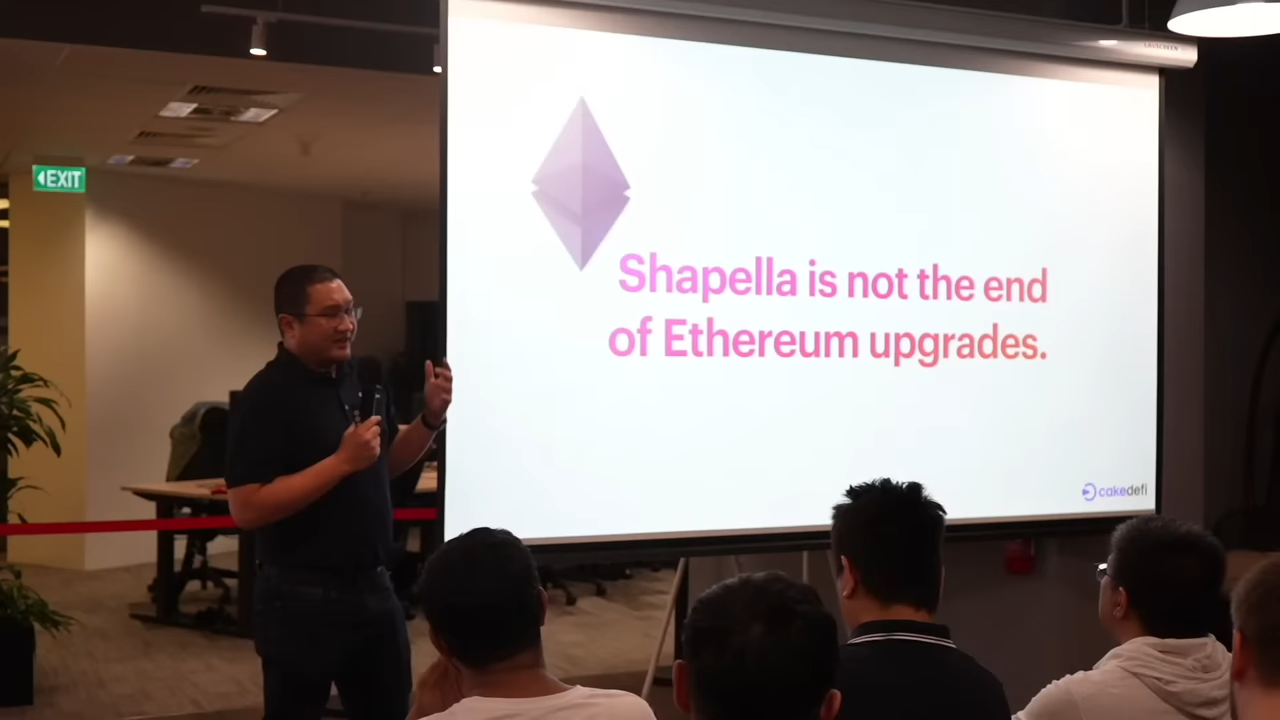 EXIT
Shapella is not the end
of Ethereum upgrades.
cakedefi